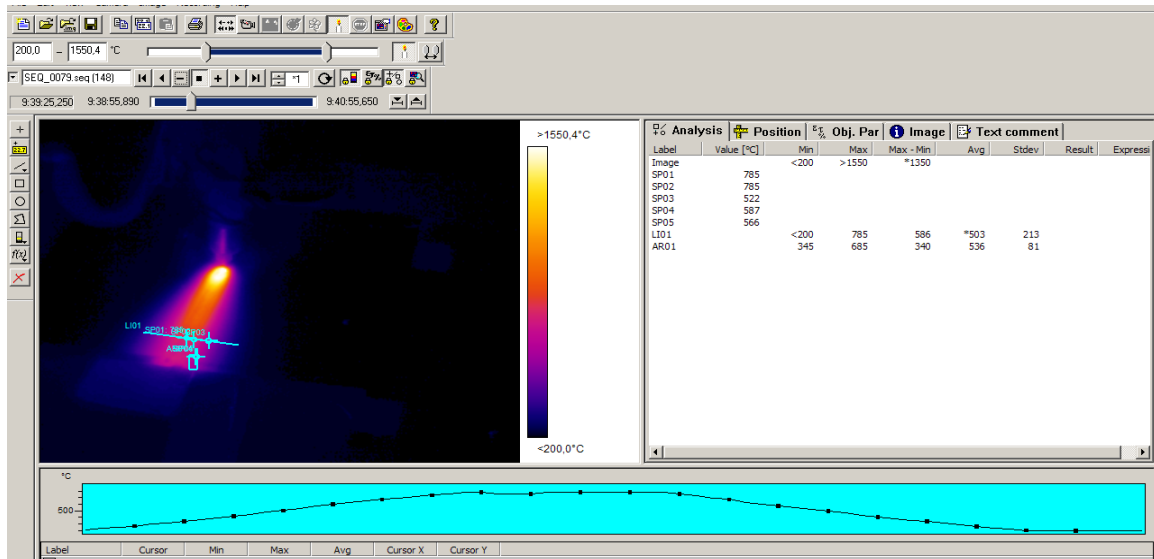 200,0 - 1550,4 °C
SEQ_0079.seq (148) *1
9:39:25,250 9:38:55,890 9:40:55,650
>1550,4°C
<200,0°C
LI01 SP01: 
Analysis Position Obj. Par Image Text comment
Label Value [°C] Min Max Max - Min Avg Stdev Result Expressi
Image <200 >1550 *1350
SP01 785
SP02 785
SP03 522
SP04 587
SP05 566
LI01 <200 785 586 *503 213
AR01 345 685 340 536 81
°C
500
Label Cursor Min Max Avg Cursor X Cursor Y